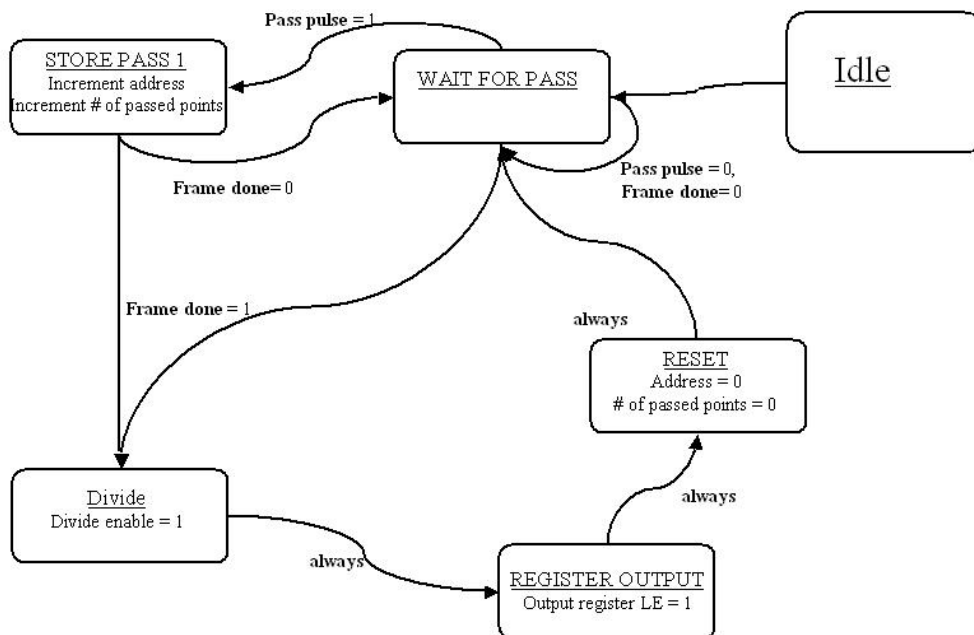 Pass pulse = 1
STORE PASS 1
Increment address
Increment # of passed points
WAIT FOR PASS
Idle
Frame done= 0
Pass pulse = 0,
Frame done= 0
Frame done = 1
always
RESET
Address = 0
# of passed points = 0
Divide
Divide enable = 1
always
always
REGISTER OUTPUT
Output register LE = 1